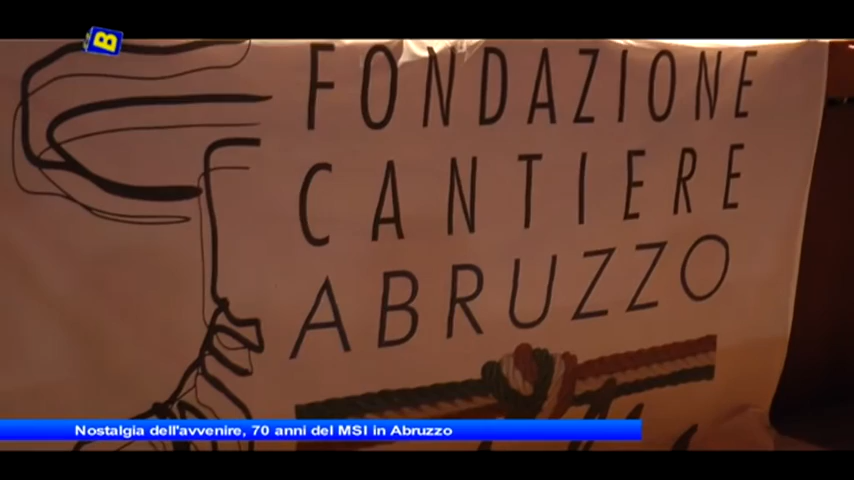 B
FONDAZIONE
CANTIERE
ABRUZZO
Nostalgia dell'avvenire, 70 anni del MSI in Abruzzo